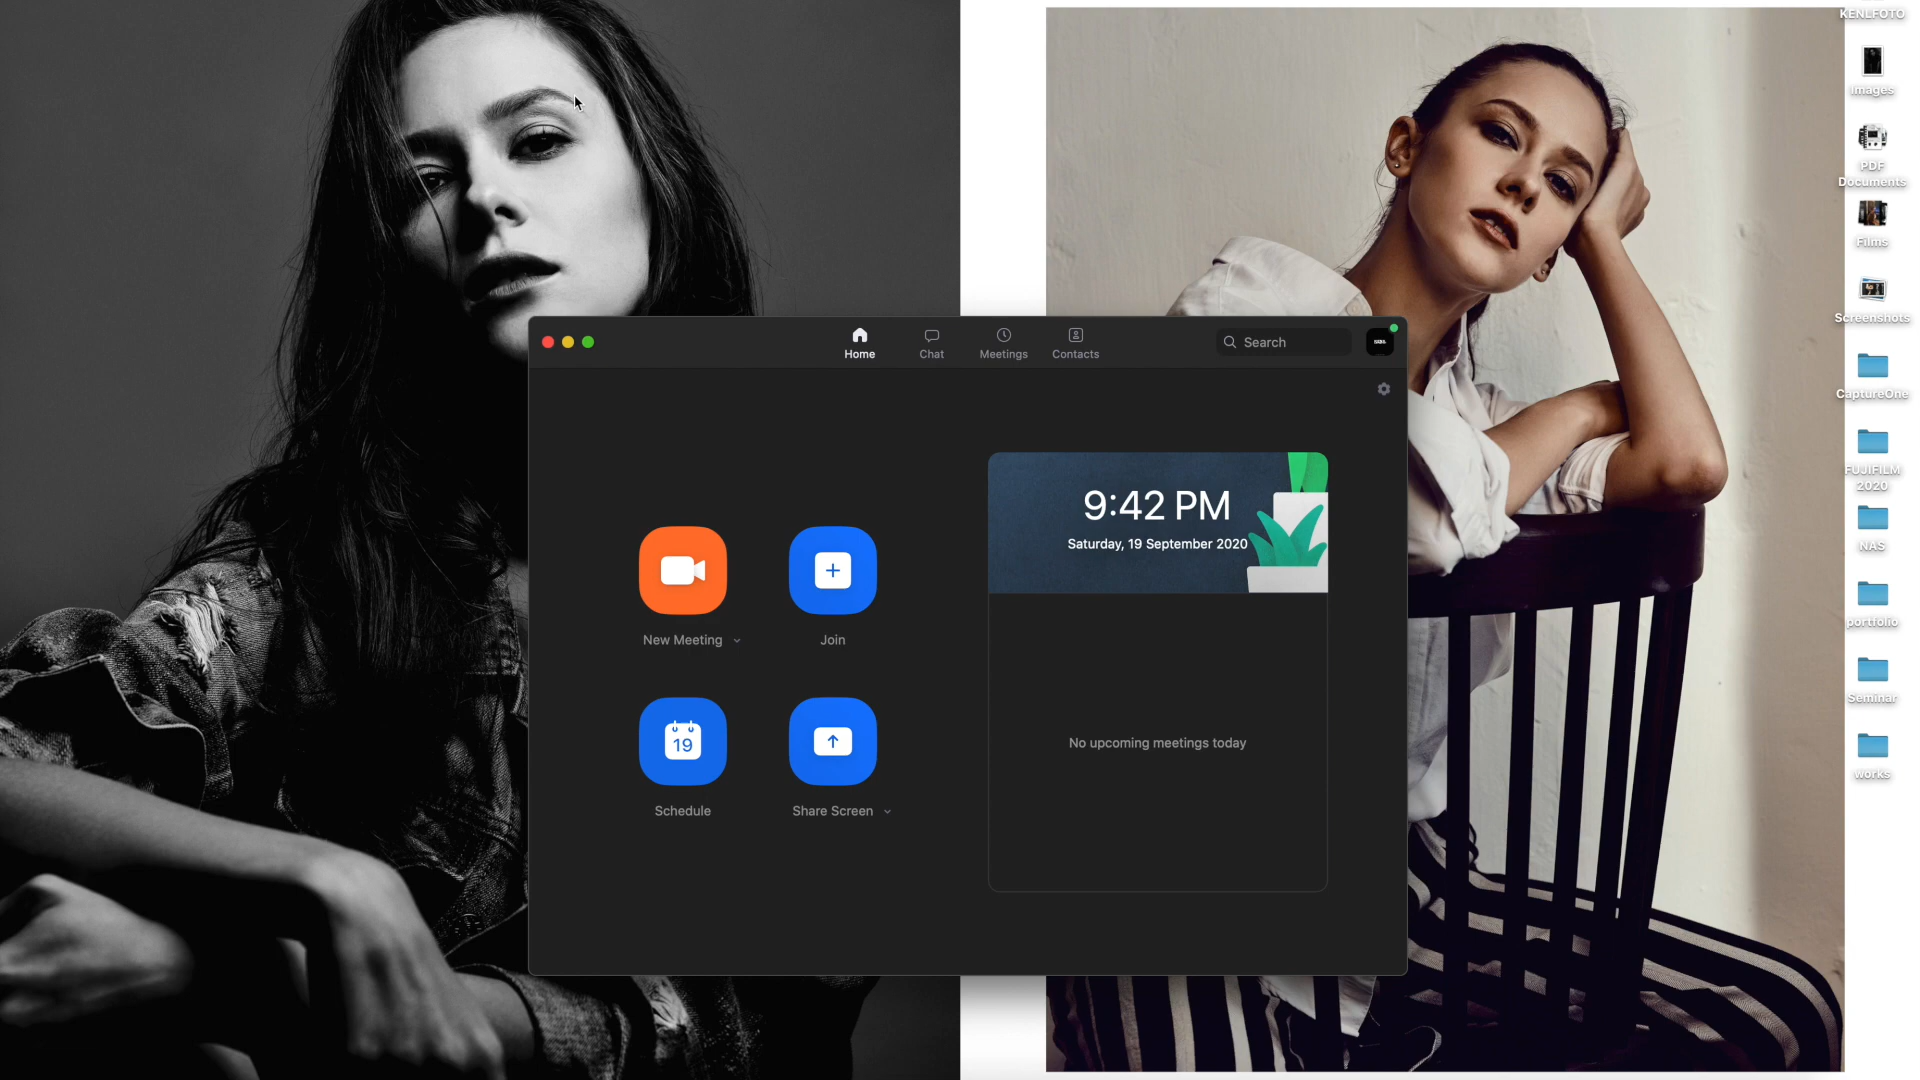 KENLFOTO
Images
PDF
Documents
Films
Screenshots
CaptureOne
FUJIFILM
2020
NAS
portfolio
Seminar
works
Home
Chat
Meetings
Contacts
Search
9:42 PM
Saturday, 19 September 2020
New Meeting
Join
19
Schedule
Share Screen
No upcoming meetings today